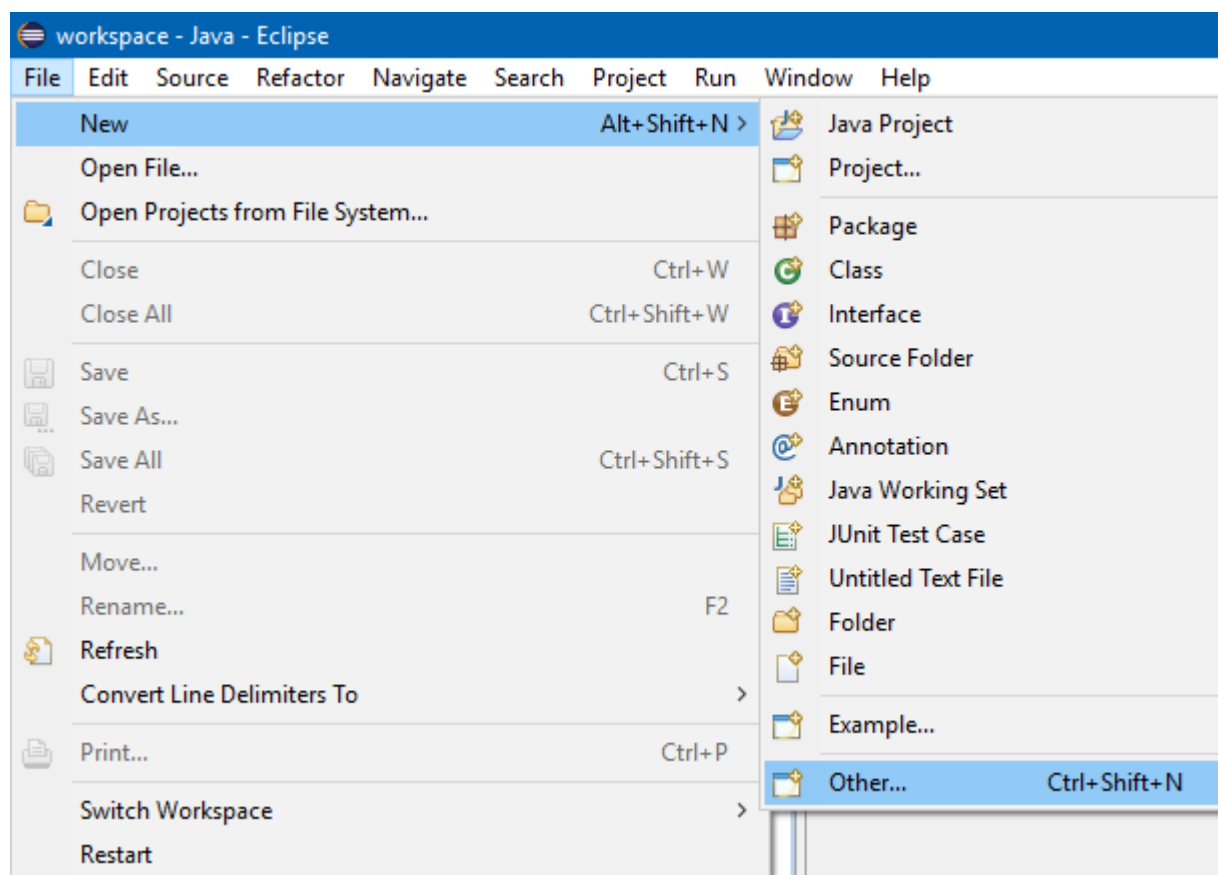 workspace - Java - Eclipse
File Edit Source Refactor Navigate Search Project Run Window Help
New Alt+Shift+N >
Open File...
Open Projects from File System...
Close Ctrl+W
Close All Ctrl+Shift+W
Save Ctrl+S
Save As...
Save All Ctrl+Shift+S
Revert
Move...
Rename... F2
Refresh
Convert Line Delimiters To >
Print... Ctrl+P
Switch Workspace >
Restart
Java Project
Project...
Package
Class
Interface
Source Folder
Enum
Annotation
Java Working Set
JUnit Test Case
Untitled Text File
Folder
File
Example...
Other... Ctrl+Shift+N